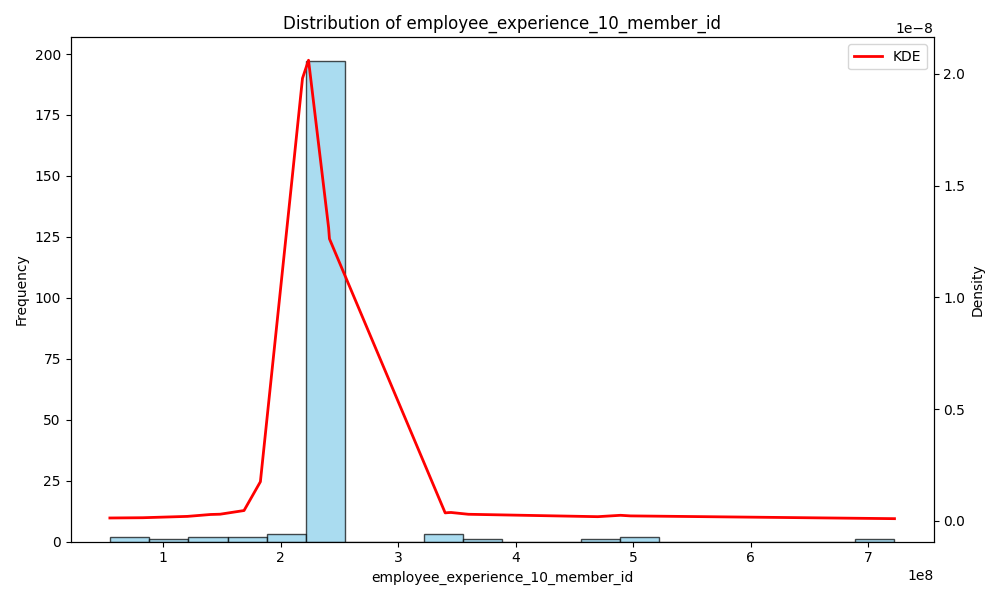 Distribution of employee_experience_10_member_id
1e−8
KDE
200
175
150
125
100
75
50
25
0
Frequency
2.0
1.5
1.0
0.5
0.0
Density
1 2 3 4 5 6 7
1e8
employee_experience_10_member_id